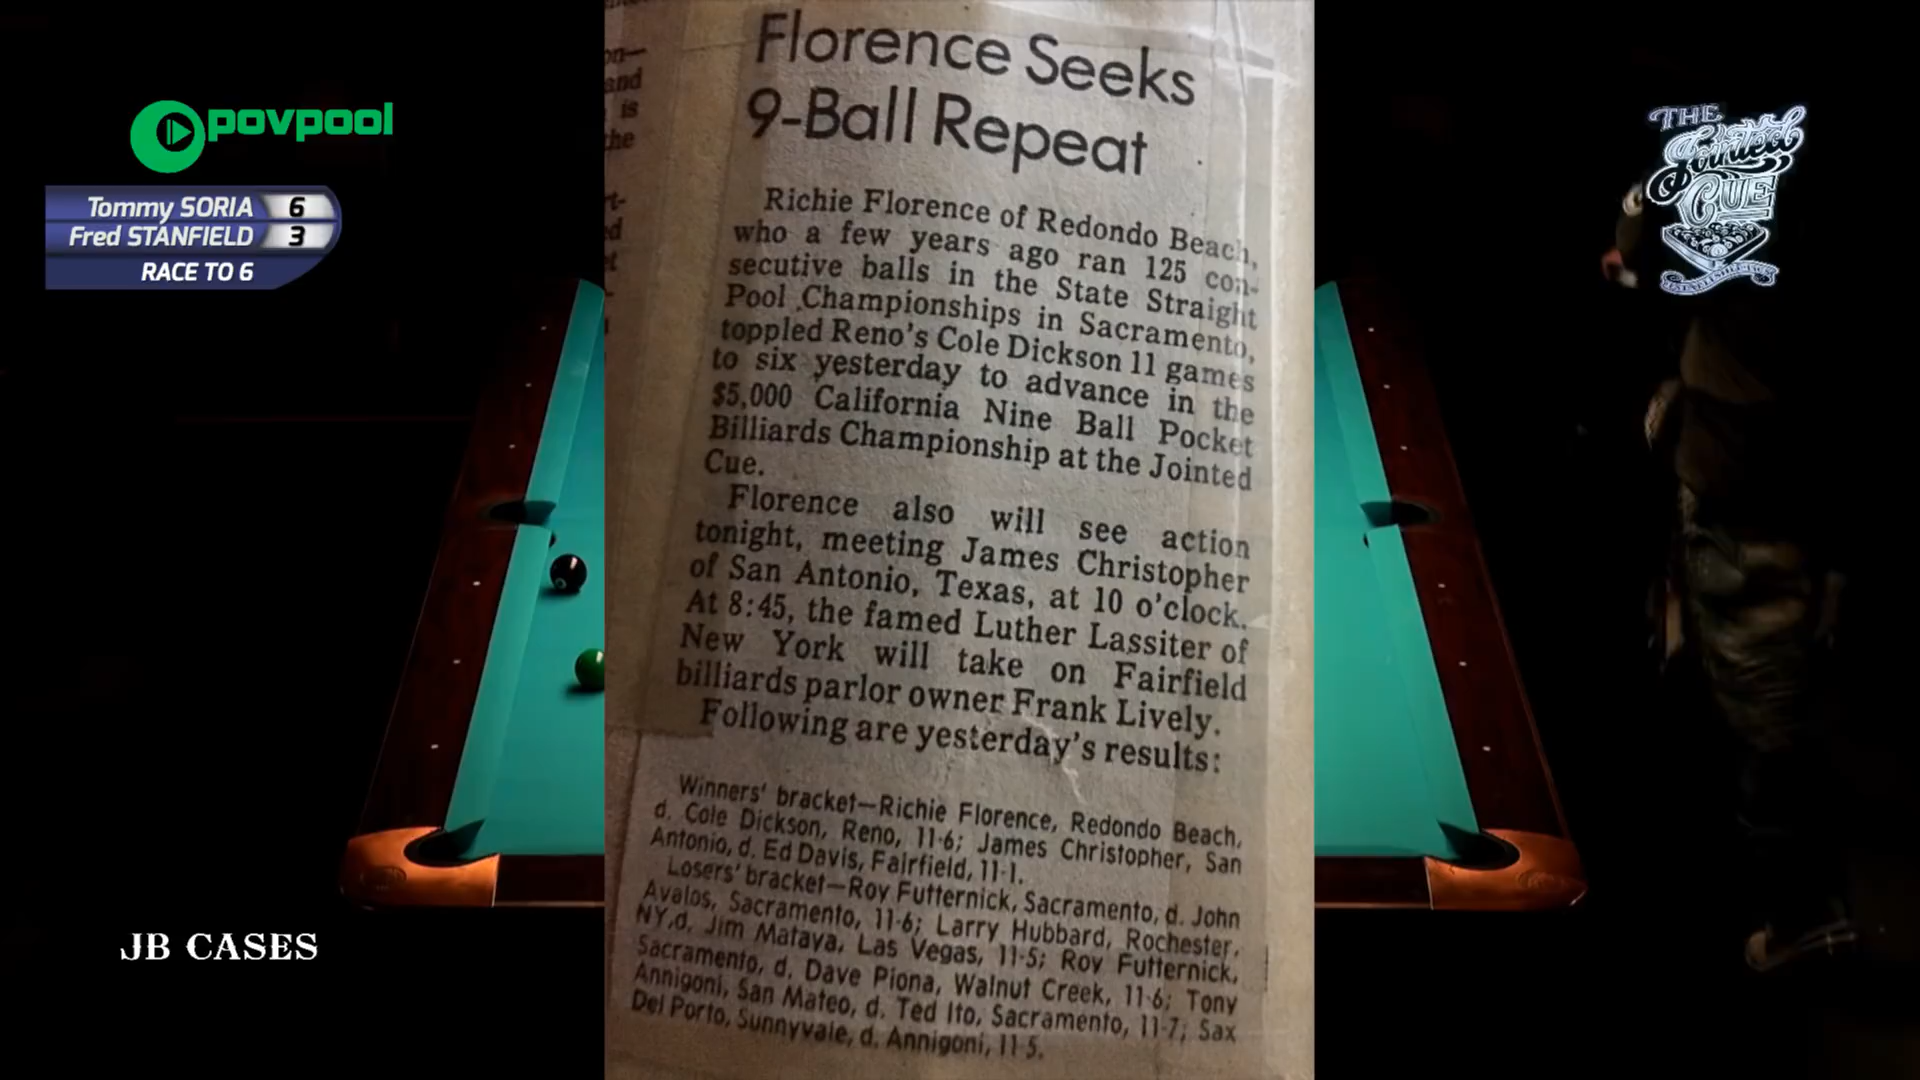 povpool
Tommy SORIA 6
Fred STANFIELD 3
RACE TO 6
THE
Jointed
CUE
JB CASES
on—
and
is
the
Florence Seeks
9-Ball Repeat
Richie Florence of Redondo Beach,
who a few years ago ran 125 con-
secutive balls in the State Straight
Pool Championships in Sacramento,
toppled Reno's Cole Dickson 11 games
to six yesterday to advance in the
$5,000 California Nine Ball Pocket
Billiards Championship at the Jointed
Cue.
Florence also will see action
tonight, meeting James Christopher
of San Antonio, Texas, at 10 o'clock.
At 8:45, the famed Luther Lassiter of
New York will take on Fairfield
billiards parlor owner Frank Lively.
Following are yesterday's results:
Winners' bracket—Richie Florence, Redondo Beach,
d. Cole Dickson, Reno, 11-6; James Christopher, San
Antonio, d. Ed Davis, Fairfield, 11-1.
Losers' bracket—Roy Futternick, Sacramento, d. John
Avalos, Sacramento, 11-6; Larry Hubbard, Rochester,
NY,d. Jim Mataya, Las Vegas, 11-5; Roy Futternick,
Sacramento, d. Dave Piona, Walnut Creek, 11-6; Tony
Annigoni, San Mateo, d. Ted Ito, Sacramento, 11-7; Sax
Del Porto, Sunnyvale, d. Annigoni, 11-5.